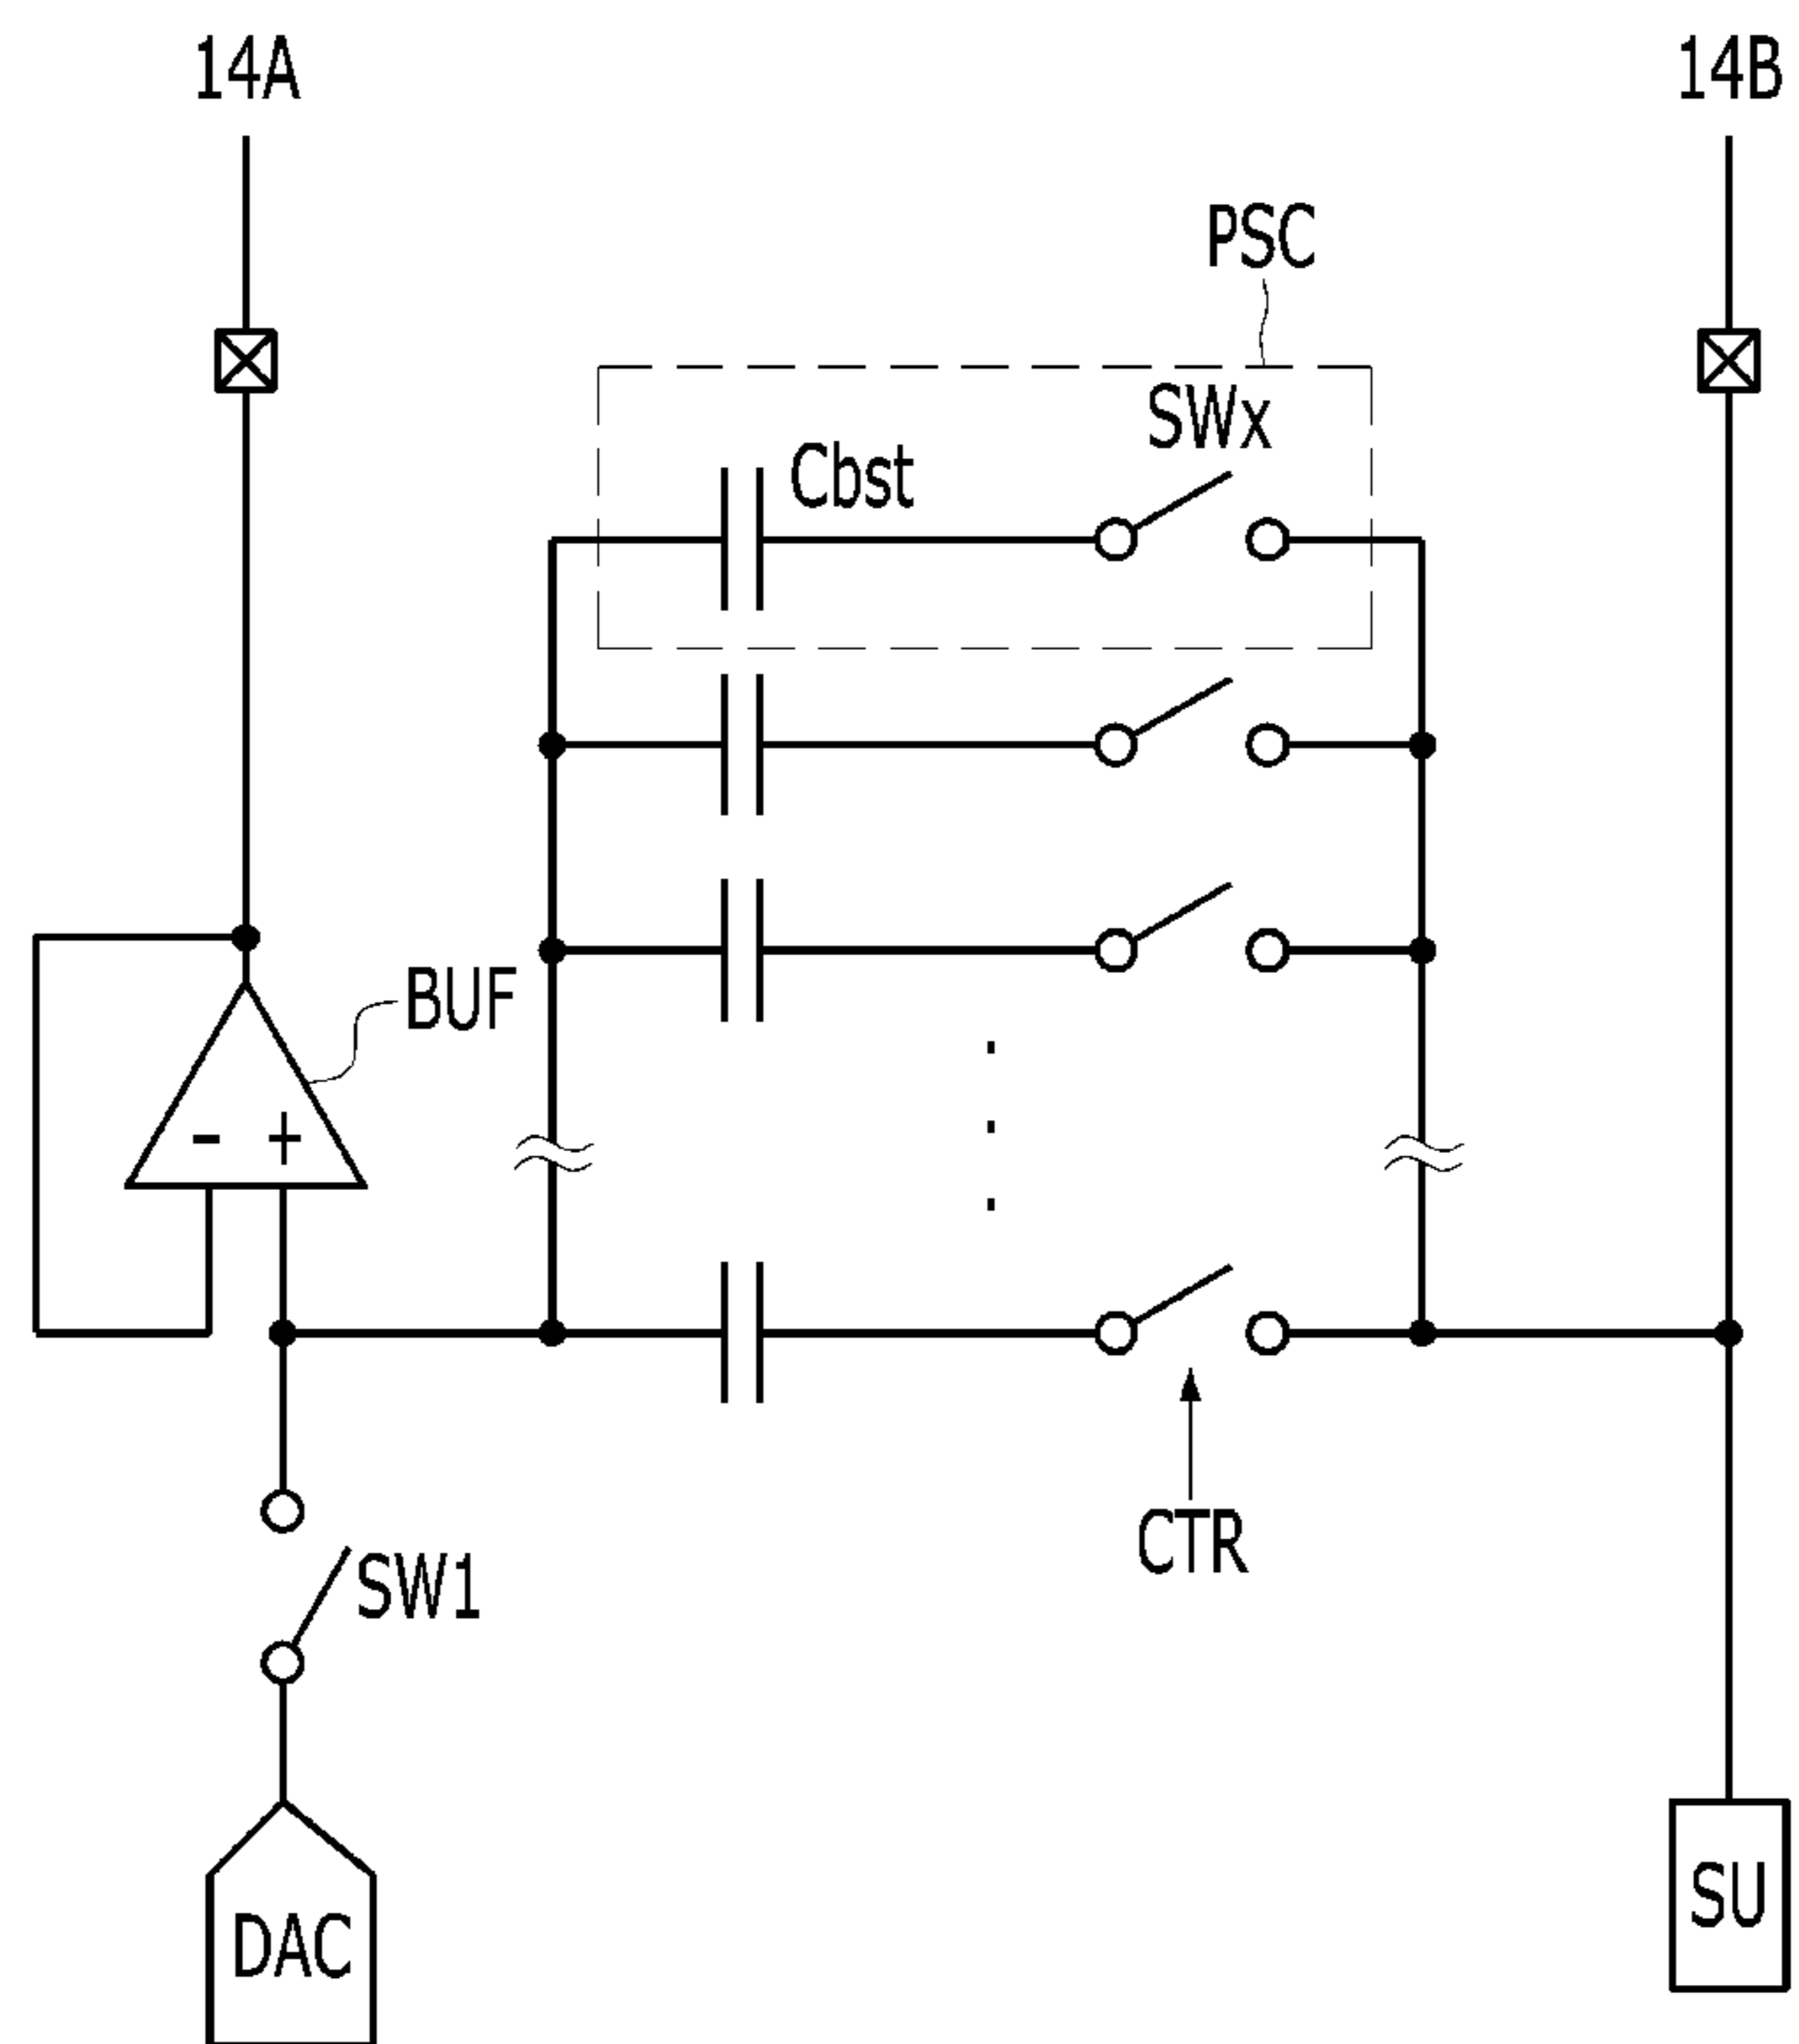 14A
14B
PSC
SWx
Cbst
BUF
- +
CTR
SW1
SU
DAC